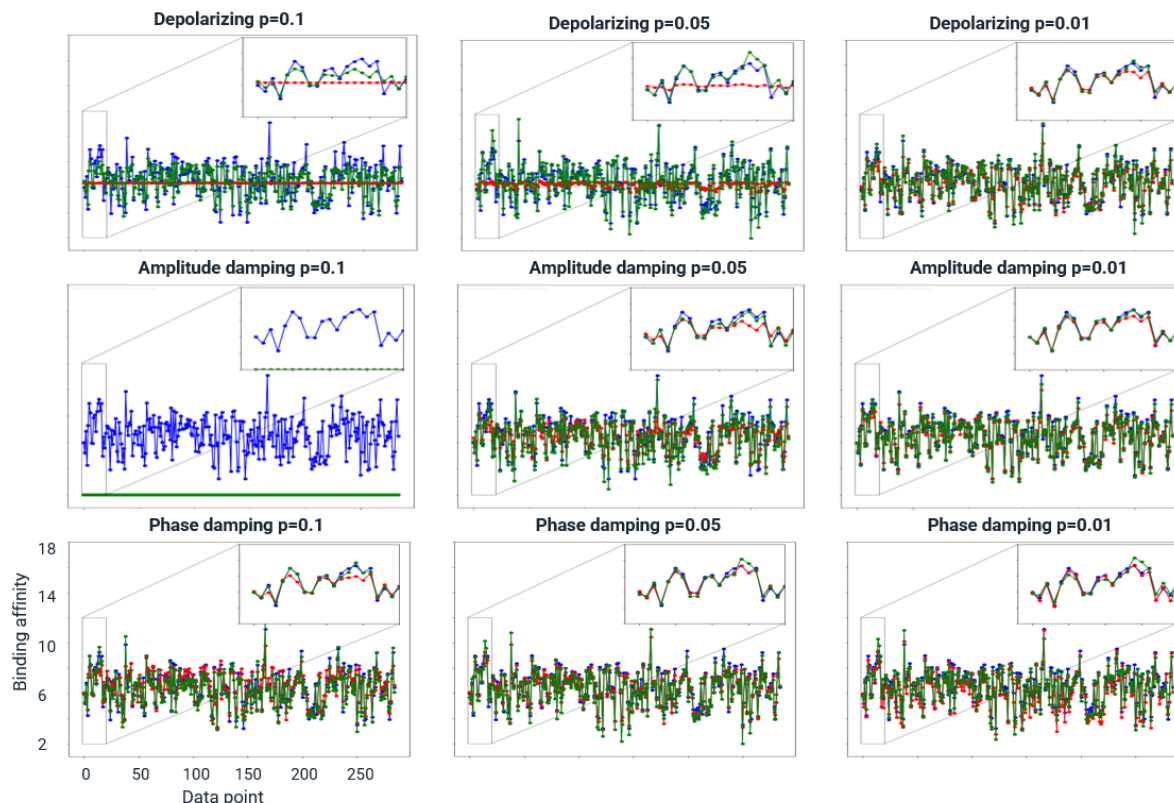 Depolarizing p=0.1
Depolarizing p=0.05
Depolarizing p=0.01
Amplitude damping p=0.1
Amplitude damping p=0.05
Amplitude damping p=0.01
Phase damping p=0.1
Phase damping p=0.05
Phase damping p=0.01
18
14
10
6
2
Binding affinity
0 50 100 150 200 250
Data point